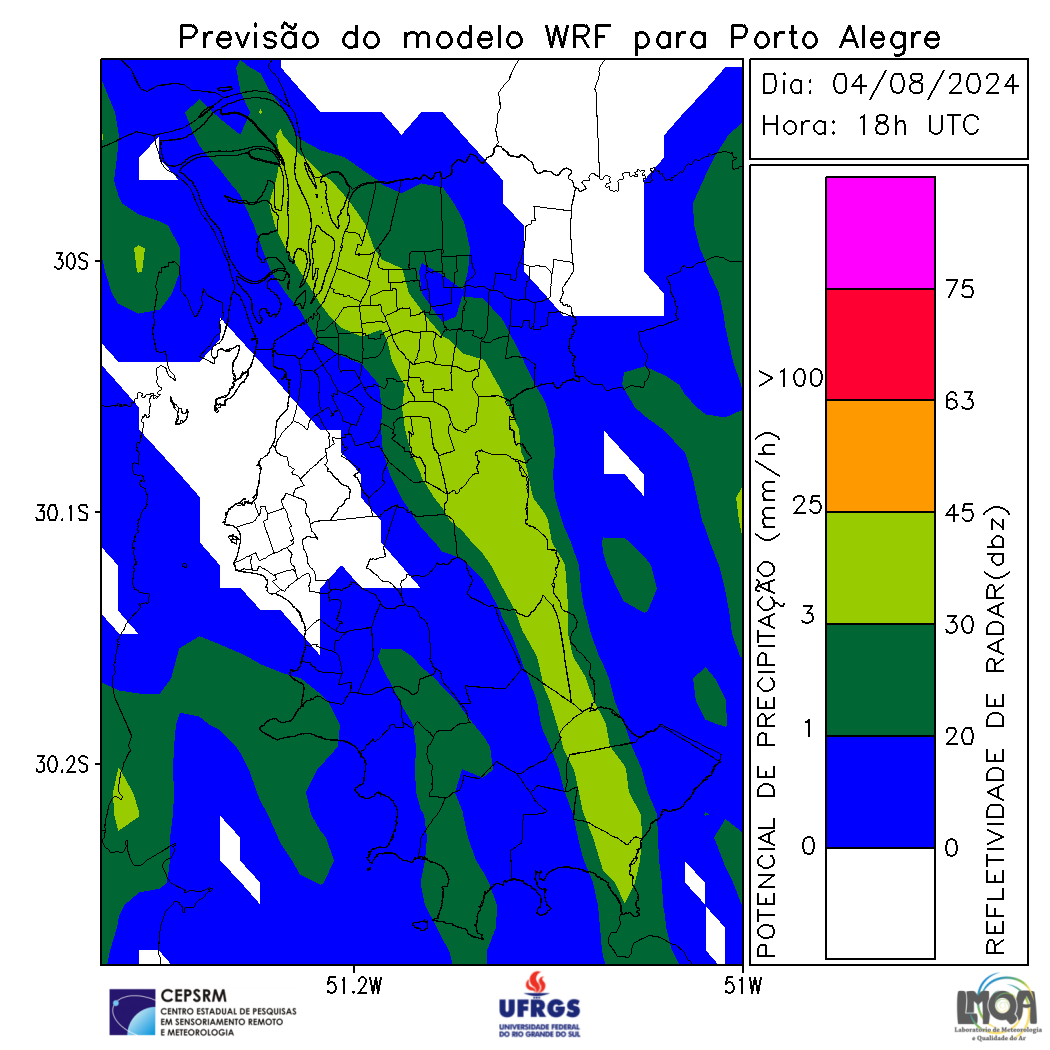 Previsão do modelo WRF para Porto Alegre
Dia: 04/08/2024
Hora: 18h UTC
30S
30.1S
30.2S
51.2W
51W
POTENCIAL DE PRECIPITAÇÃO (mm/h)
>100
25
3
1
0
75
63
45
30
20
0
REFLETIVIDADE DE RADAR(dbz)
CEPSRM
CENTRO ESTADUAL DE PESQUISAS
EM SENSORIAMENTO REMOTO
E METEOROLOGIA
UFRGS
UNIVERSIDADE FEDERAL
DO RIO GRANDE DO SUL
LMQA
Laboratório de Meteorologia
e Qualidade do Ar